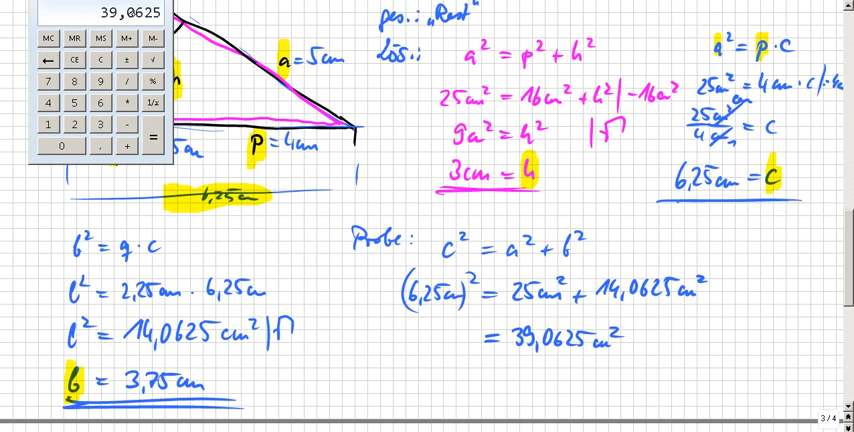 39,0625
MC MR MS M+ M-
← CE C ± √
7 8 9 / %
4 5 6 * 1/x
1 2 3 - =
0 , +
a = 5cm
p = 4cm
6,25cm
ges.: „Rest"
Lös.:
a² = p² + h²
25cm² = 16cm² + h² | -16cm²
9cm² = h² | √
3cm = h
a² = p · c
25cm² = 4cm · c
25cm² / 4cm = c
6,25cm = c
b² = q · c
b² = 2,25cm · 6,25cm
b² = 14,0625cm² | √
b = 3,75cm
Probe: c² = a² + b²
(6,25cm)² = 25cm² + 14,0625cm²
= 39,0625cm²
3 / 4